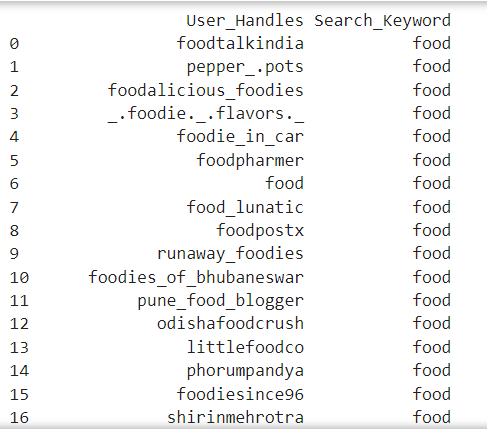 User_Handles Search_Keyword
0 foodtalkindia food
1 pepper_.pots food
2 foodalicious_foodies food
3 _.foodie._.flavors._ food
4 foodie_in_car food
5 foodpharmer food
6 food food
7 food_lunatic food
8 foodpostx food
9 runaway_foodies food
10 foodies_of_bhubaneswar food
11 pune_food_blogger food
12 odishafoodcrush food
13 littlefoodco food
14 phorumpandya food
15 foodiesince96 food
16 shirinmehrotra food